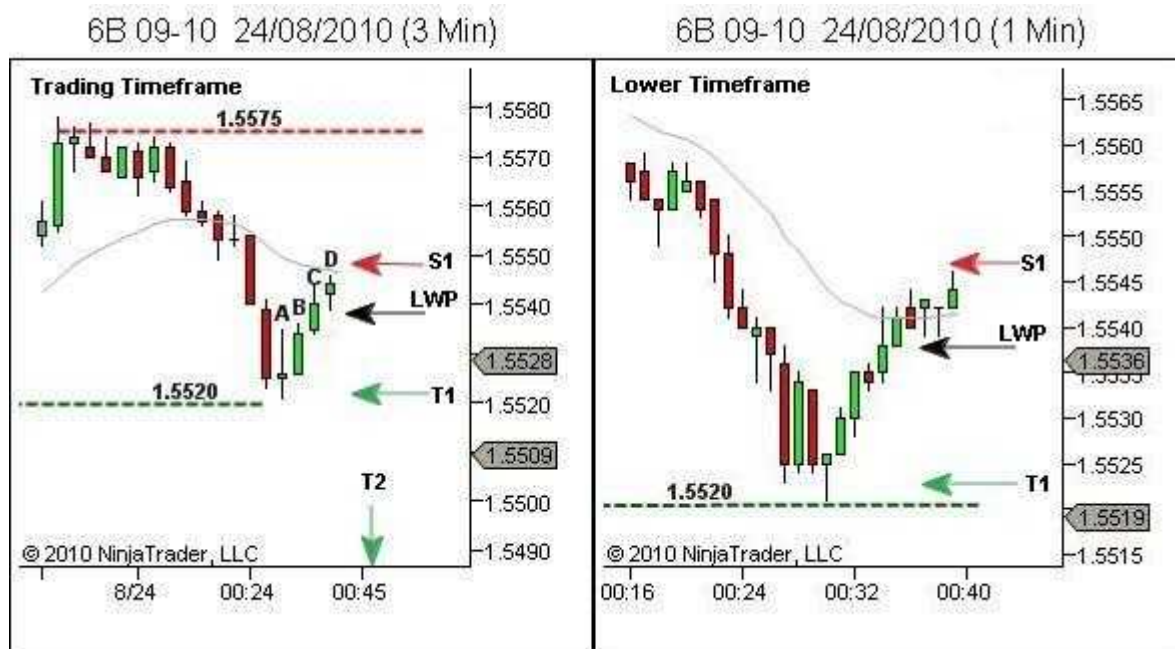 6B 09-10 24/08/2010 (3 Min)
Trading Timeframe
1.5575
D
C
B
A
S1
LWP
1.5520
T1
T2
1.5580
1.5570
1.5560
1.5550
1.5540
1.5528
1.5520
1.5509
1.5500
1.5490
© 2010 NinjaTrader, LLC
8/24
00:24
00:45
6B 09-10 24/08/2010 (1 Min)
Lower Timeframe
S1
LWP
T1
1.5520
1.5565
1.5560
1.5555
1.5550
1.5545
1.5540
1.5536
1.5530
1.5525
1.5519
1.5515
© 2010 NinjaTrader, LLC
00:16
00:24
00:32
00:40